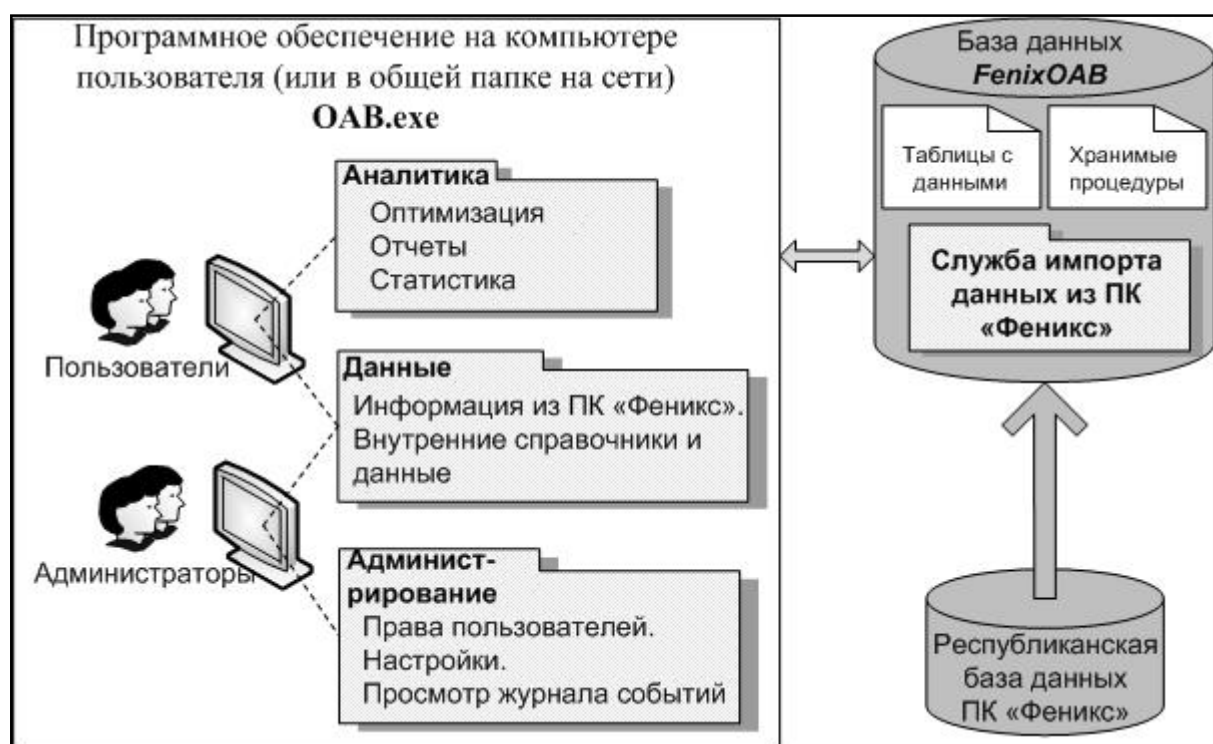 Программное обеспечение на компьютере
пользователя (или в общей папке на сети)
OAB.exe
Аналитика
Оптимизация
Отчеты
Статистика
Пользователи
Данные
Информация из ПК «Феникс».
Внутренние справочники и
данные
Администраторы
Админист-
рирование
Права пользователей.
Настройки.
Просмотр журнала событий
База данных
FenixOAB
Таблицы с
данными
Хранимые
процедуры
Служба импорта
данных из ПК
«Феникс»
Республиканская
база данных
ПК «Феникс»